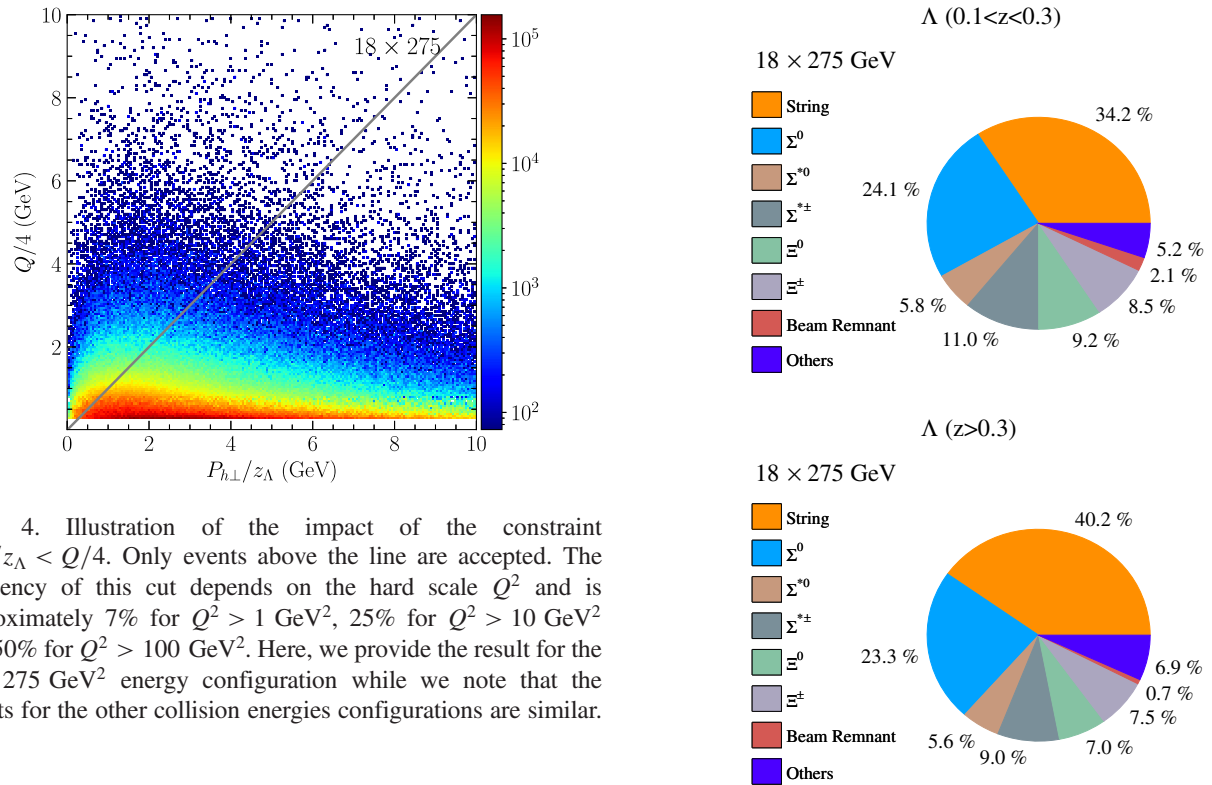 10
8
6
4
2
Q/4 (GeV)
18 × 275
0 2 4 6 8 10
P_{h⊥}/z_Λ (GeV)
10^5
10^4
10^3
10^2
4. Illustration of the impact of the constraint
/z_Λ < Q/4. Only events above the line are accepted. The
ency of this cut depends on the hard scale Q^2 and is
oximately 7% for Q^2 > 1 GeV^2, 25% for Q^2 > 10 GeV^2
50% for Q^2 > 100 GeV^2. Here, we provide the result for the
275 GeV^2 energy configuration while we note that the
ts for the other collision energies configurations are similar.
Λ (0.1<z<0.3)
18 × 275 GeV
String
Σ^0
Σ^{*0}
Σ^{*±}
Ξ^0
Ξ^±
Beam Remnant
Others
34.2 %
24.1 %
5.8 %
11.0 %
9.2 %
8.5 %
2.1 %
5.2 %
Λ (z>0.3)
18 × 275 GeV
String
Σ^0
Σ^{*0}
Σ^{*±}
Ξ^0
Ξ^±
Beam Remnant
Others
40.2 %
23.3 %
5.6 %
9.0 %
7.0 %
7.5 %
0.7 %
6.9 %